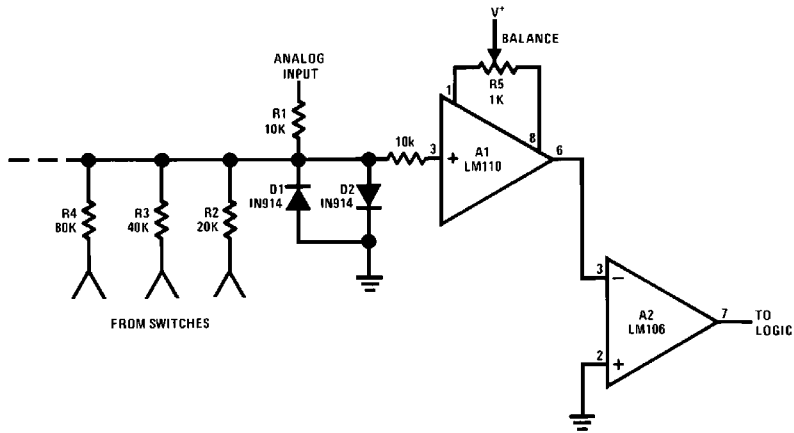 V+
BALANCE
R5
1K
1
8
ANALOG
INPUT
R1
10K
10k
3
+
A1
LM110
6
R4
80K
R3
40K
R2
20K
D1
IN914
D2
IN914
FROM SWITCHES
3
−
A2
LM106
7
TO
LOGIC
2
+